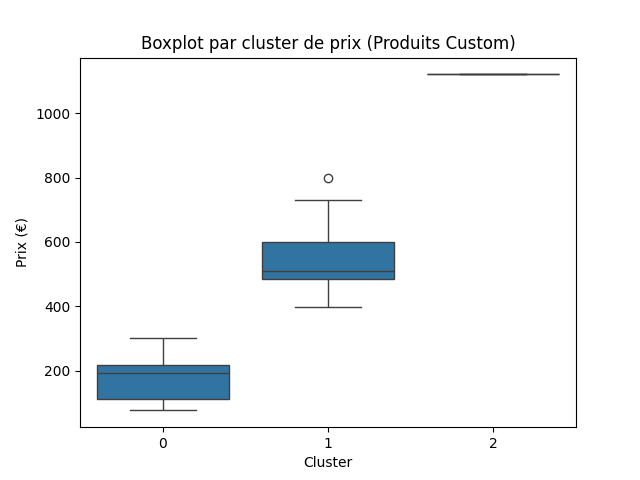 Boxplot par cluster de prix (Produits Custom)
Prix (€)
1000
800
600
400
200
0 1 2
Cluster